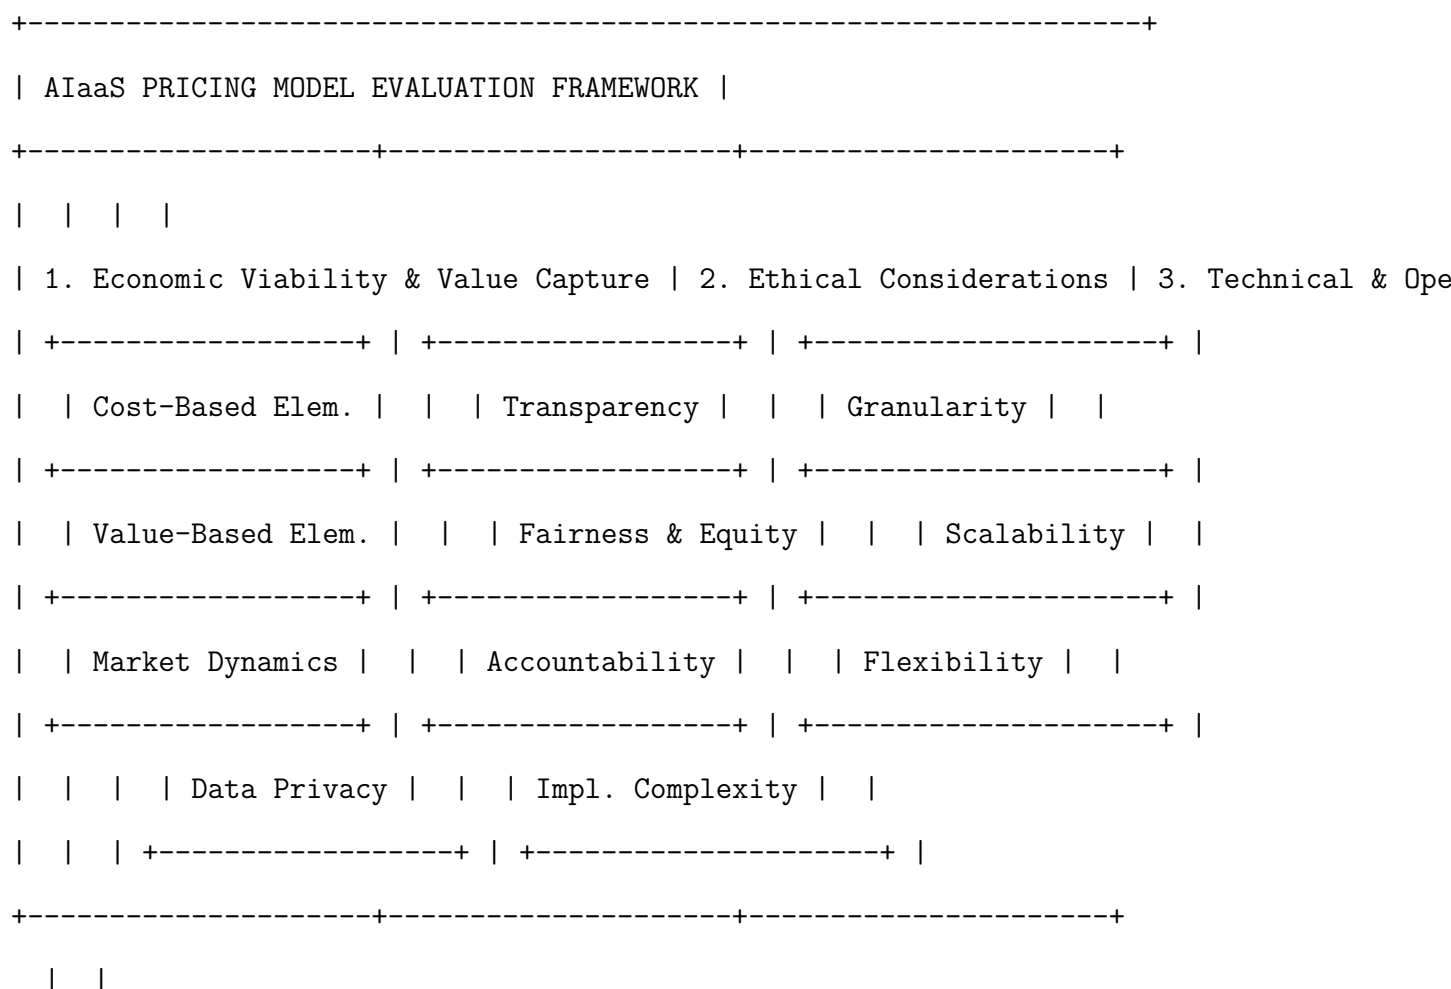 +--------------------------------------------------------------------+
| AIaaS PRICING MODEL EVALUATION FRAMEWORK |
+---------------------+---------------------+----------------------+
| | | |
| 1. Economic Viability & Value Capture | 2. Ethical Considerations | 3. Technical & Ope
| +------------------+ | +------------------+ | +---------------------+ |
| | Cost-Based Elem. | | | Transparency | | | Granularity | |
| +------------------+ | +------------------+ | +---------------------+ |
| | Value-Based Elem. | | | Fairness & Equity | | | Scalability | |
| +------------------+ | +------------------+ | +---------------------+ |
| | Market Dynamics | | | Accountability | | | Flexibility | |
| +------------------+ | +------------------+ | +---------------------+ |
| | | | Data Privacy | | | Impl. Complexity | |
| | | +------------------+ | +---------------------+ |
+---------------------+---------------------+----------------------+
| |